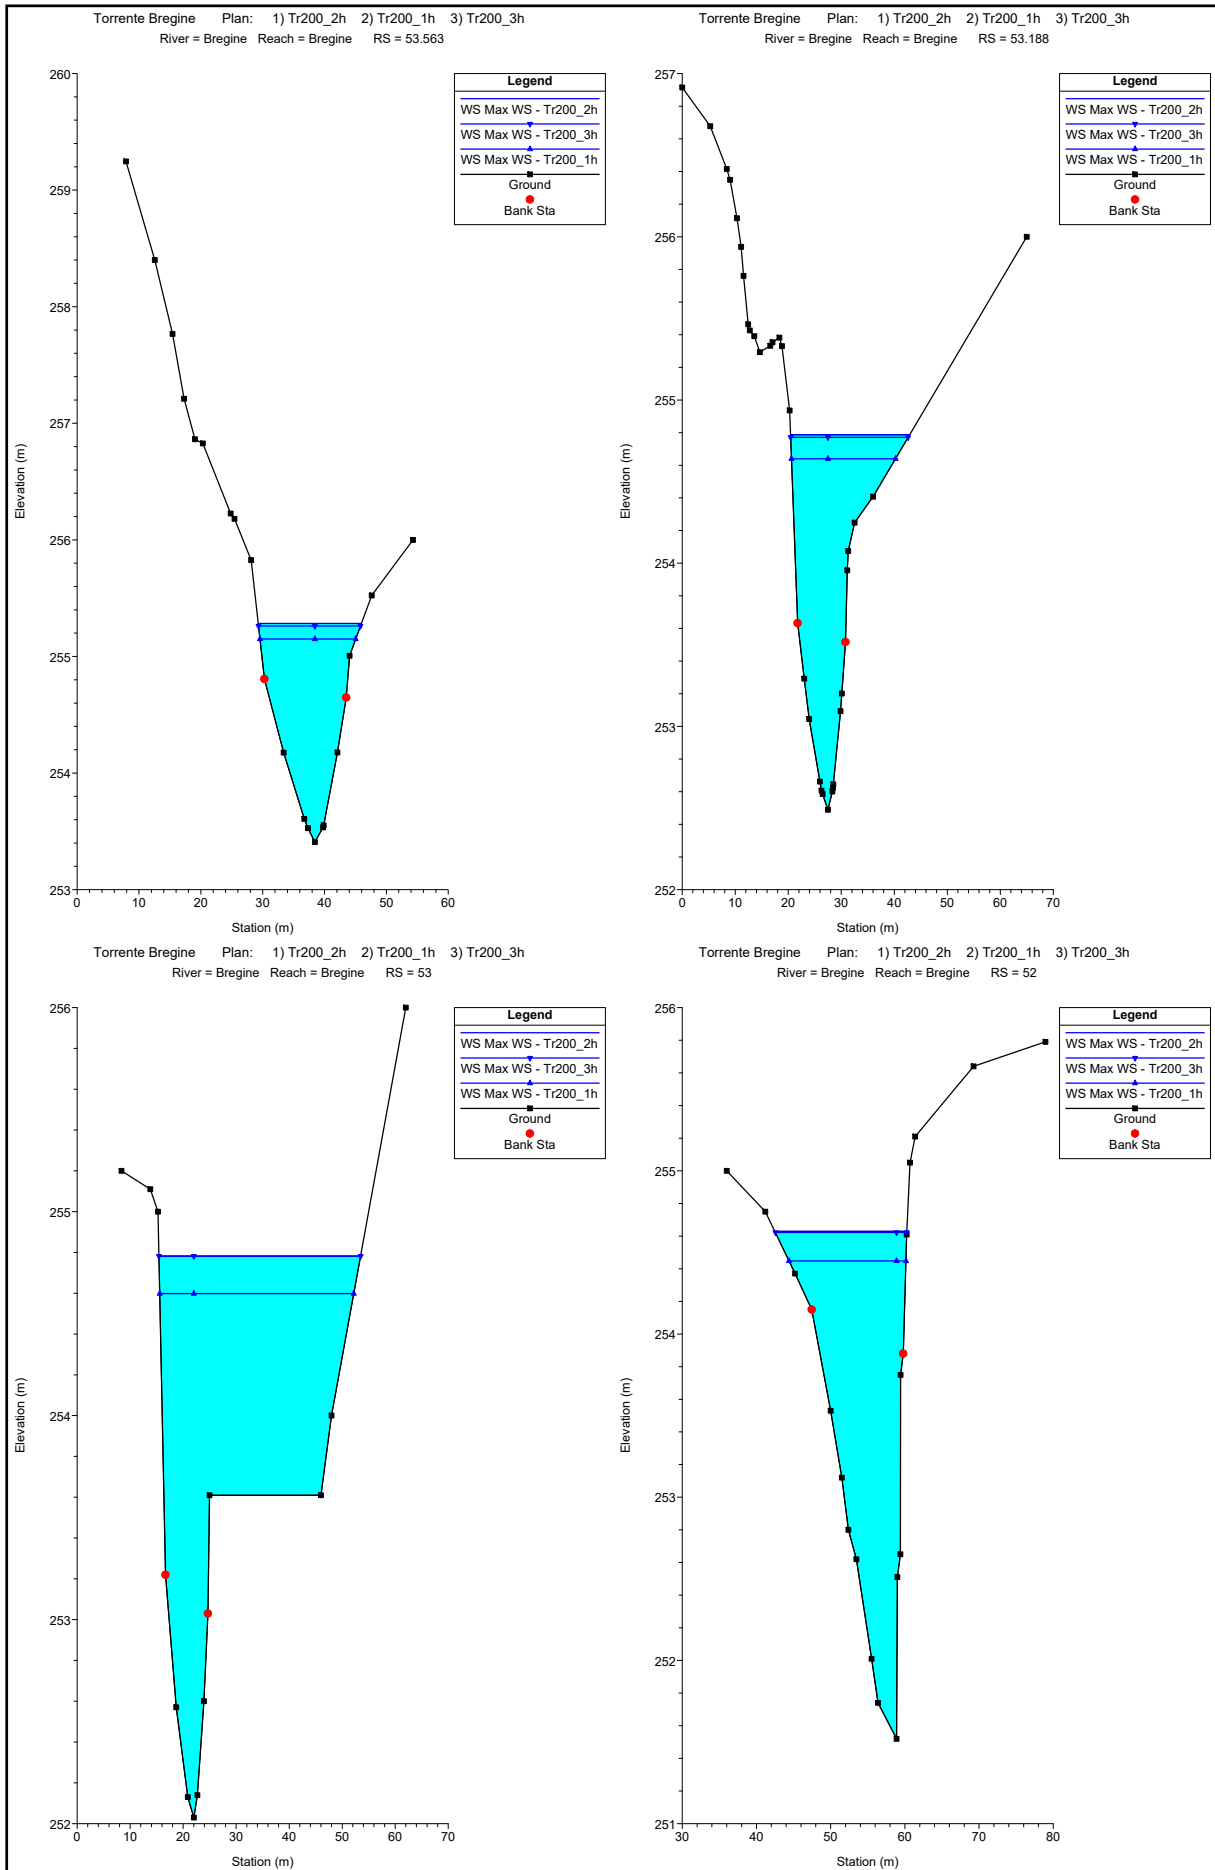 Torrente Bregine Plan: 1) Tr200_2h 2) Tr200_1h 3) Tr200_3h
River = Bregine Reach = Bregine RS = 53.563
Legend
WS Max WS - Tr200_2h
WS Max WS - Tr200_3h
WS Max WS - Tr200_1h
Ground
Bank Sta
260
259
258
257
256
255
254
253
Elevation (m)
0 10 20 30 40 50 60
Station (m)
Torrente Bregine Plan: 1) Tr200_2h 2) Tr200_1h 3) Tr200_3h
River = Bregine Reach = Bregine RS = 53.188
Legend
WS Max WS - Tr200_2h
WS Max WS - Tr200_3h
WS Max WS - Tr200_1h
Ground
Bank Sta
257
256
255
254
253
252
Elevation (m)
0 10 20 30 40 50 60 70
Station (m)
Torrente Bregine Plan: 1) Tr200_2h 2) Tr200_1h 3) Tr200_3h
River = Bregine Reach = Bregine RS = 53
Legend
WS Max WS - Tr200_2h
WS Max WS - Tr200_3h
WS Max WS - Tr200_1h
Ground
Bank Sta
256
255
254
253
252
Elevation (m)
0 10 20 30 40 50 60 70
Station (m)
Torrente Bregine Plan: 1) Tr200_2h 2) Tr200_1h 3) Tr200_3h
River = Bregine Reach = Bregine RS = 52
Legend
WS Max WS - Tr200_2h
WS Max WS - Tr200_3h
WS Max WS - Tr200_1h
Ground
Bank Sta
256
255
254
253
252
251
Elevation (m)
30 40 50 60 70 80
Station (m)